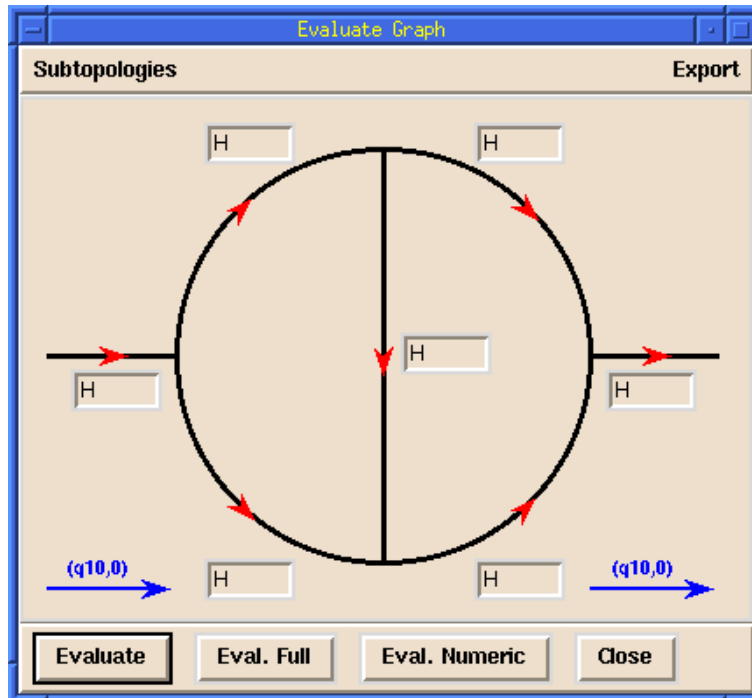 Evaluate Graph
Subtopologies Export
H H
H
H H
(q10,0) H H (q10,0)
Evaluate Eval. Full Eval. Numeric Close